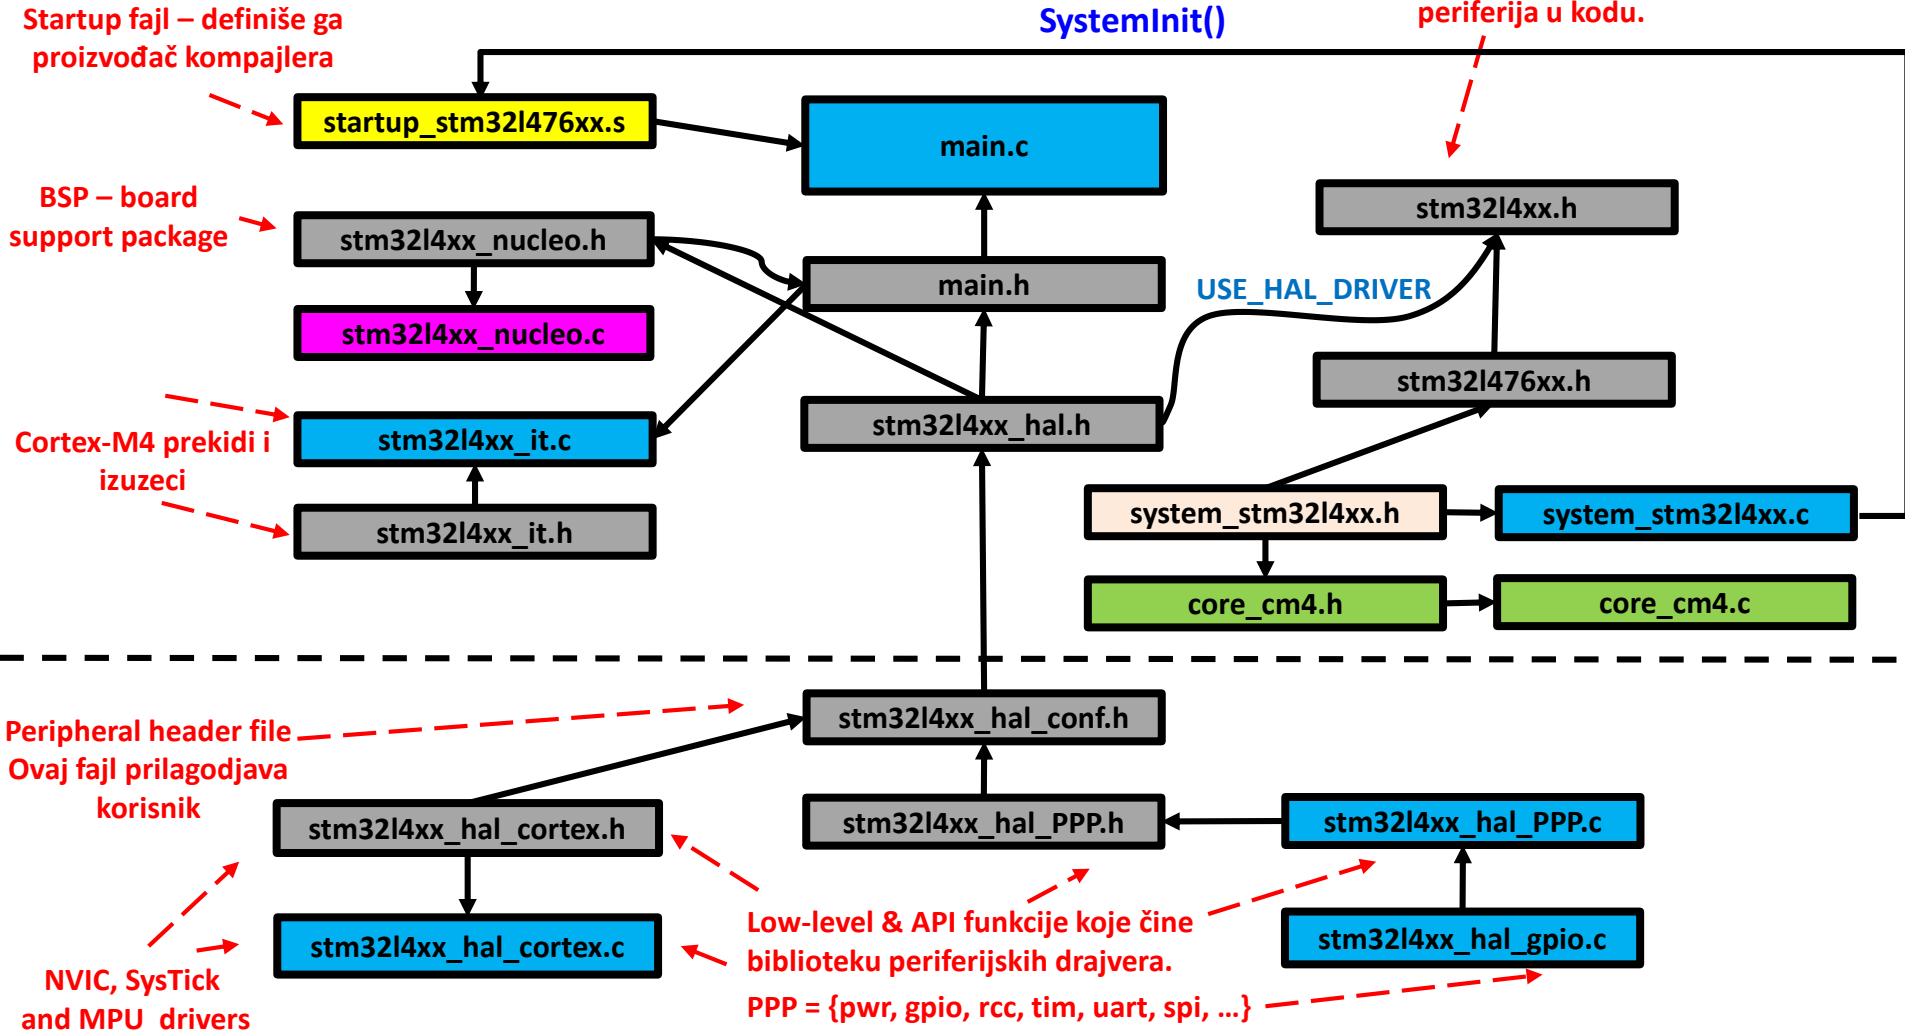 Startup fajl – definiše ga
proizvođač kompajlera
SystemInit()
periferija u kodu.
startup_stm32l476xx.s
main.c
BSP – board
support package
stm32l4xx_nucleo.h
stm32l4xx.h
main.h
USE_HAL_DRIVER
stm32l4xx_nucleo.c
stm32l476xx.h
stm32l4xx_it.c
stm32l4xx_hal.h
Cortex-M4 prekidi i
izuzeci
stm32l4xx_it.h
system_stm32l4xx.h
system_stm32l4xx.c
core_cm4.h
core_cm4.c
Peripheral header file
Ovaj fajl prilagodjava
korisnik
stm32l4xx_hal_conf.h
stm32l4xx_hal_cortex.h
stm32l4xx_hal_PPP.h
stm32l4xx_hal_PPP.c
stm32l4xx_hal_cortex.c
Low-level & API funkcije koje čine
biblioteku periferijskih drajvera.
stm32l4xx_hal_gpio.c
NVIC, SysTick
and MPU drivers
PPP = {pwr, gpio, rcc, tim, uart, spi, …}